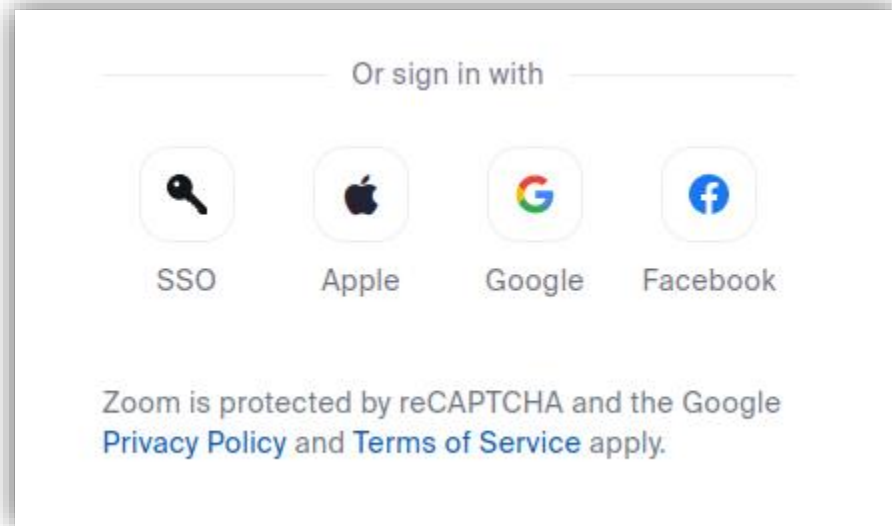 Or sign in with
SSO Apple Google Facebook
Zoom is protected by reCAPTCHA and the Google
Privacy Policy and Terms of Service apply.